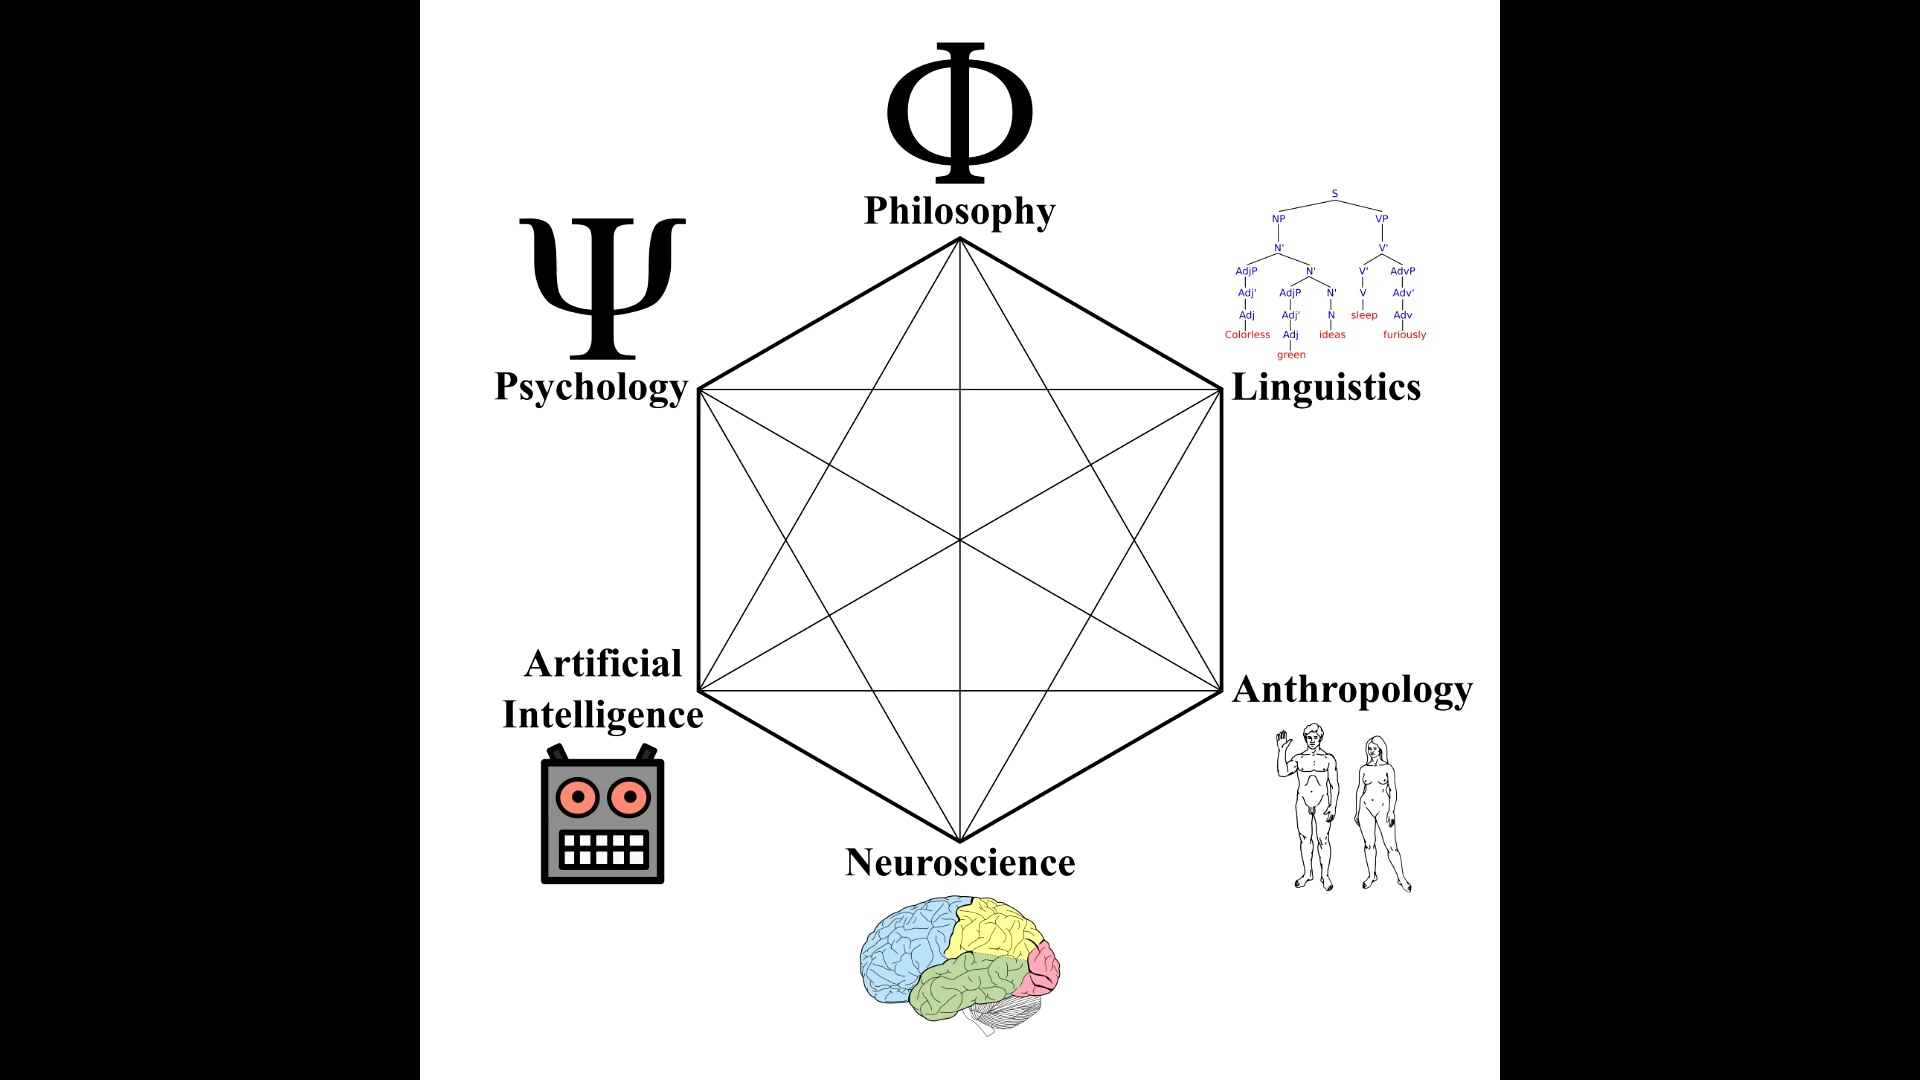 Φ
Philosophy
Ψ
Psychology
S
NP VP
N' V'
AdjP N' V' AdvP
Adj' AdjP N' V Adv'
Adj Adj' N sleep Adv
Colorless Adj ideas furiously
green
Linguistics
Artificial
Intelligence
Anthropology
Neuroscience